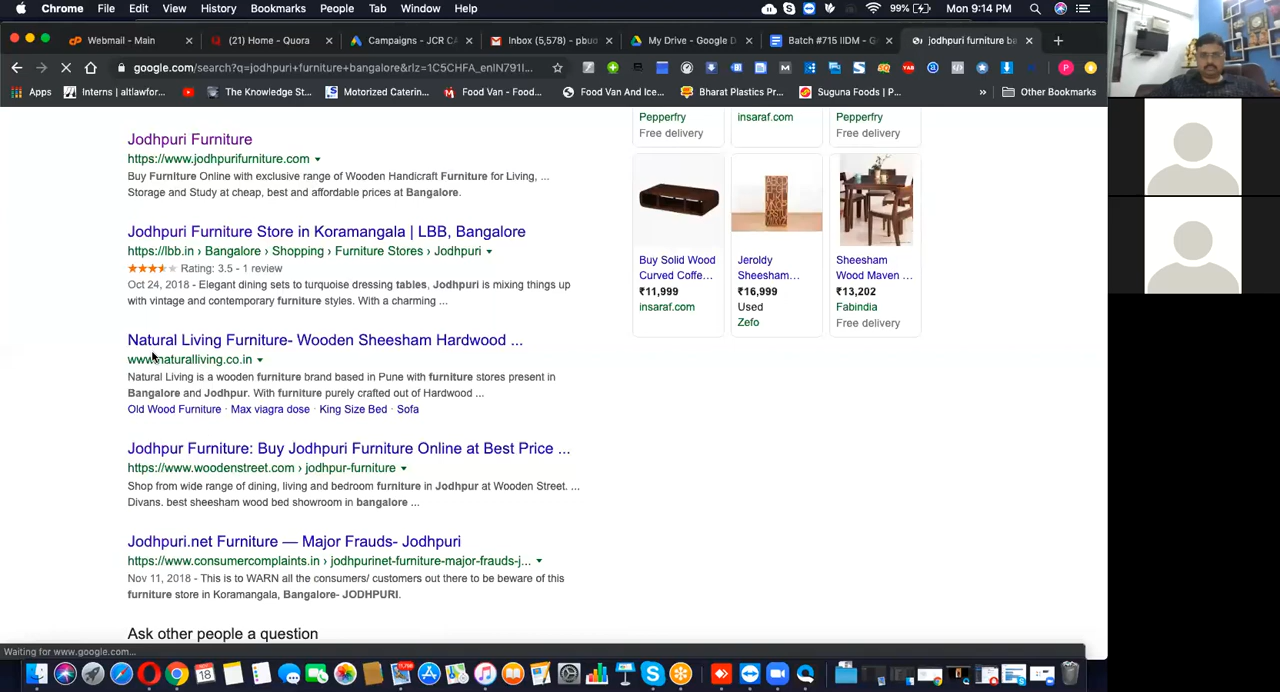 Chrome File Edit View History Bookmarks People Tab Window Help 99% Mon 9:14 PM
Webmail - Main (21) Home - Quora Campaigns - JCR CA Inbox (5,578) - pbuo My Drive - Google D Batch #715 IIDM - G jodhpuri furniture ba
google.com/search?q=jodhpuri+furniture+bangalore&rlz=1C5CHFA_enIN791I...
Apps Interns | altlawfor... The Knowledge St... Motorized Caterin... Food Van - Food... Food Van And Ice... Bharat Plastics Pr... Suguna Foods | P... » Other Bookmarks
Jodhpuri Furniture
https://www.jodhpurifurniture.com
Buy Furniture Online with exclusive range of Wooden Handicraft Furniture for Living, ...
Storage and Study at cheap, best and affordable prices at Bangalore.
Jodhpuri Furniture Store in Koramangala | LBB, Bangalore
https://lbb.in › Bangalore › Shopping › Furniture Stores › Jodhpuri
Rating: 3.5 - 1 review
Oct 24, 2018 - Elegant dining sets to turquoise dressing tables, Jodhpuri is mixing things up
with vintage and contemporary furniture styles. With a charming ...
Natural Living Furniture- Wooden Sheesham Hardwood ...
www.naturalliving.co.in
Natural Living is a wooden furniture brand based in Pune with furniture stores present in
Bangalore and Jodhpur. With furniture purely crafted out of Hardwood ...
Old Wood Furniture · Max viagra dose · King Size Bed · Sofa
Jodhpur Furniture: Buy Jodhpuri Furniture Online at Best Price ...
https://www.woodenstreet.com › jodhpur-furniture
Shop from wide range of dining, living and bedroom furniture in Jodhpur at Wooden Street. ...
Divans. best sheesham wood bed showroom in bangalore ...
Jodhpuri.net Furniture — Major Frauds- Jodhpuri
https://www.consumercomplaints.in › jodhpurinet-furniture-major-frauds-j...
Nov 11, 2018 - This is to WARN all the consumers/ customers out there to be beware of this
furniture store in Koramangala, Bangalore- JODHPURI.
Ask other people a question
Pepperfry insaraf.com Pepperfry
Free delivery Free delivery
Buy Solid Wood Jeroldy Sheesham
Curved Coffe... Sheesham... Wood Maven ...
₹11,999 ₹16,999 ₹13,202
insaraf.com Used Fabindia
Zefo Free delivery
Waiting for www.google.com...